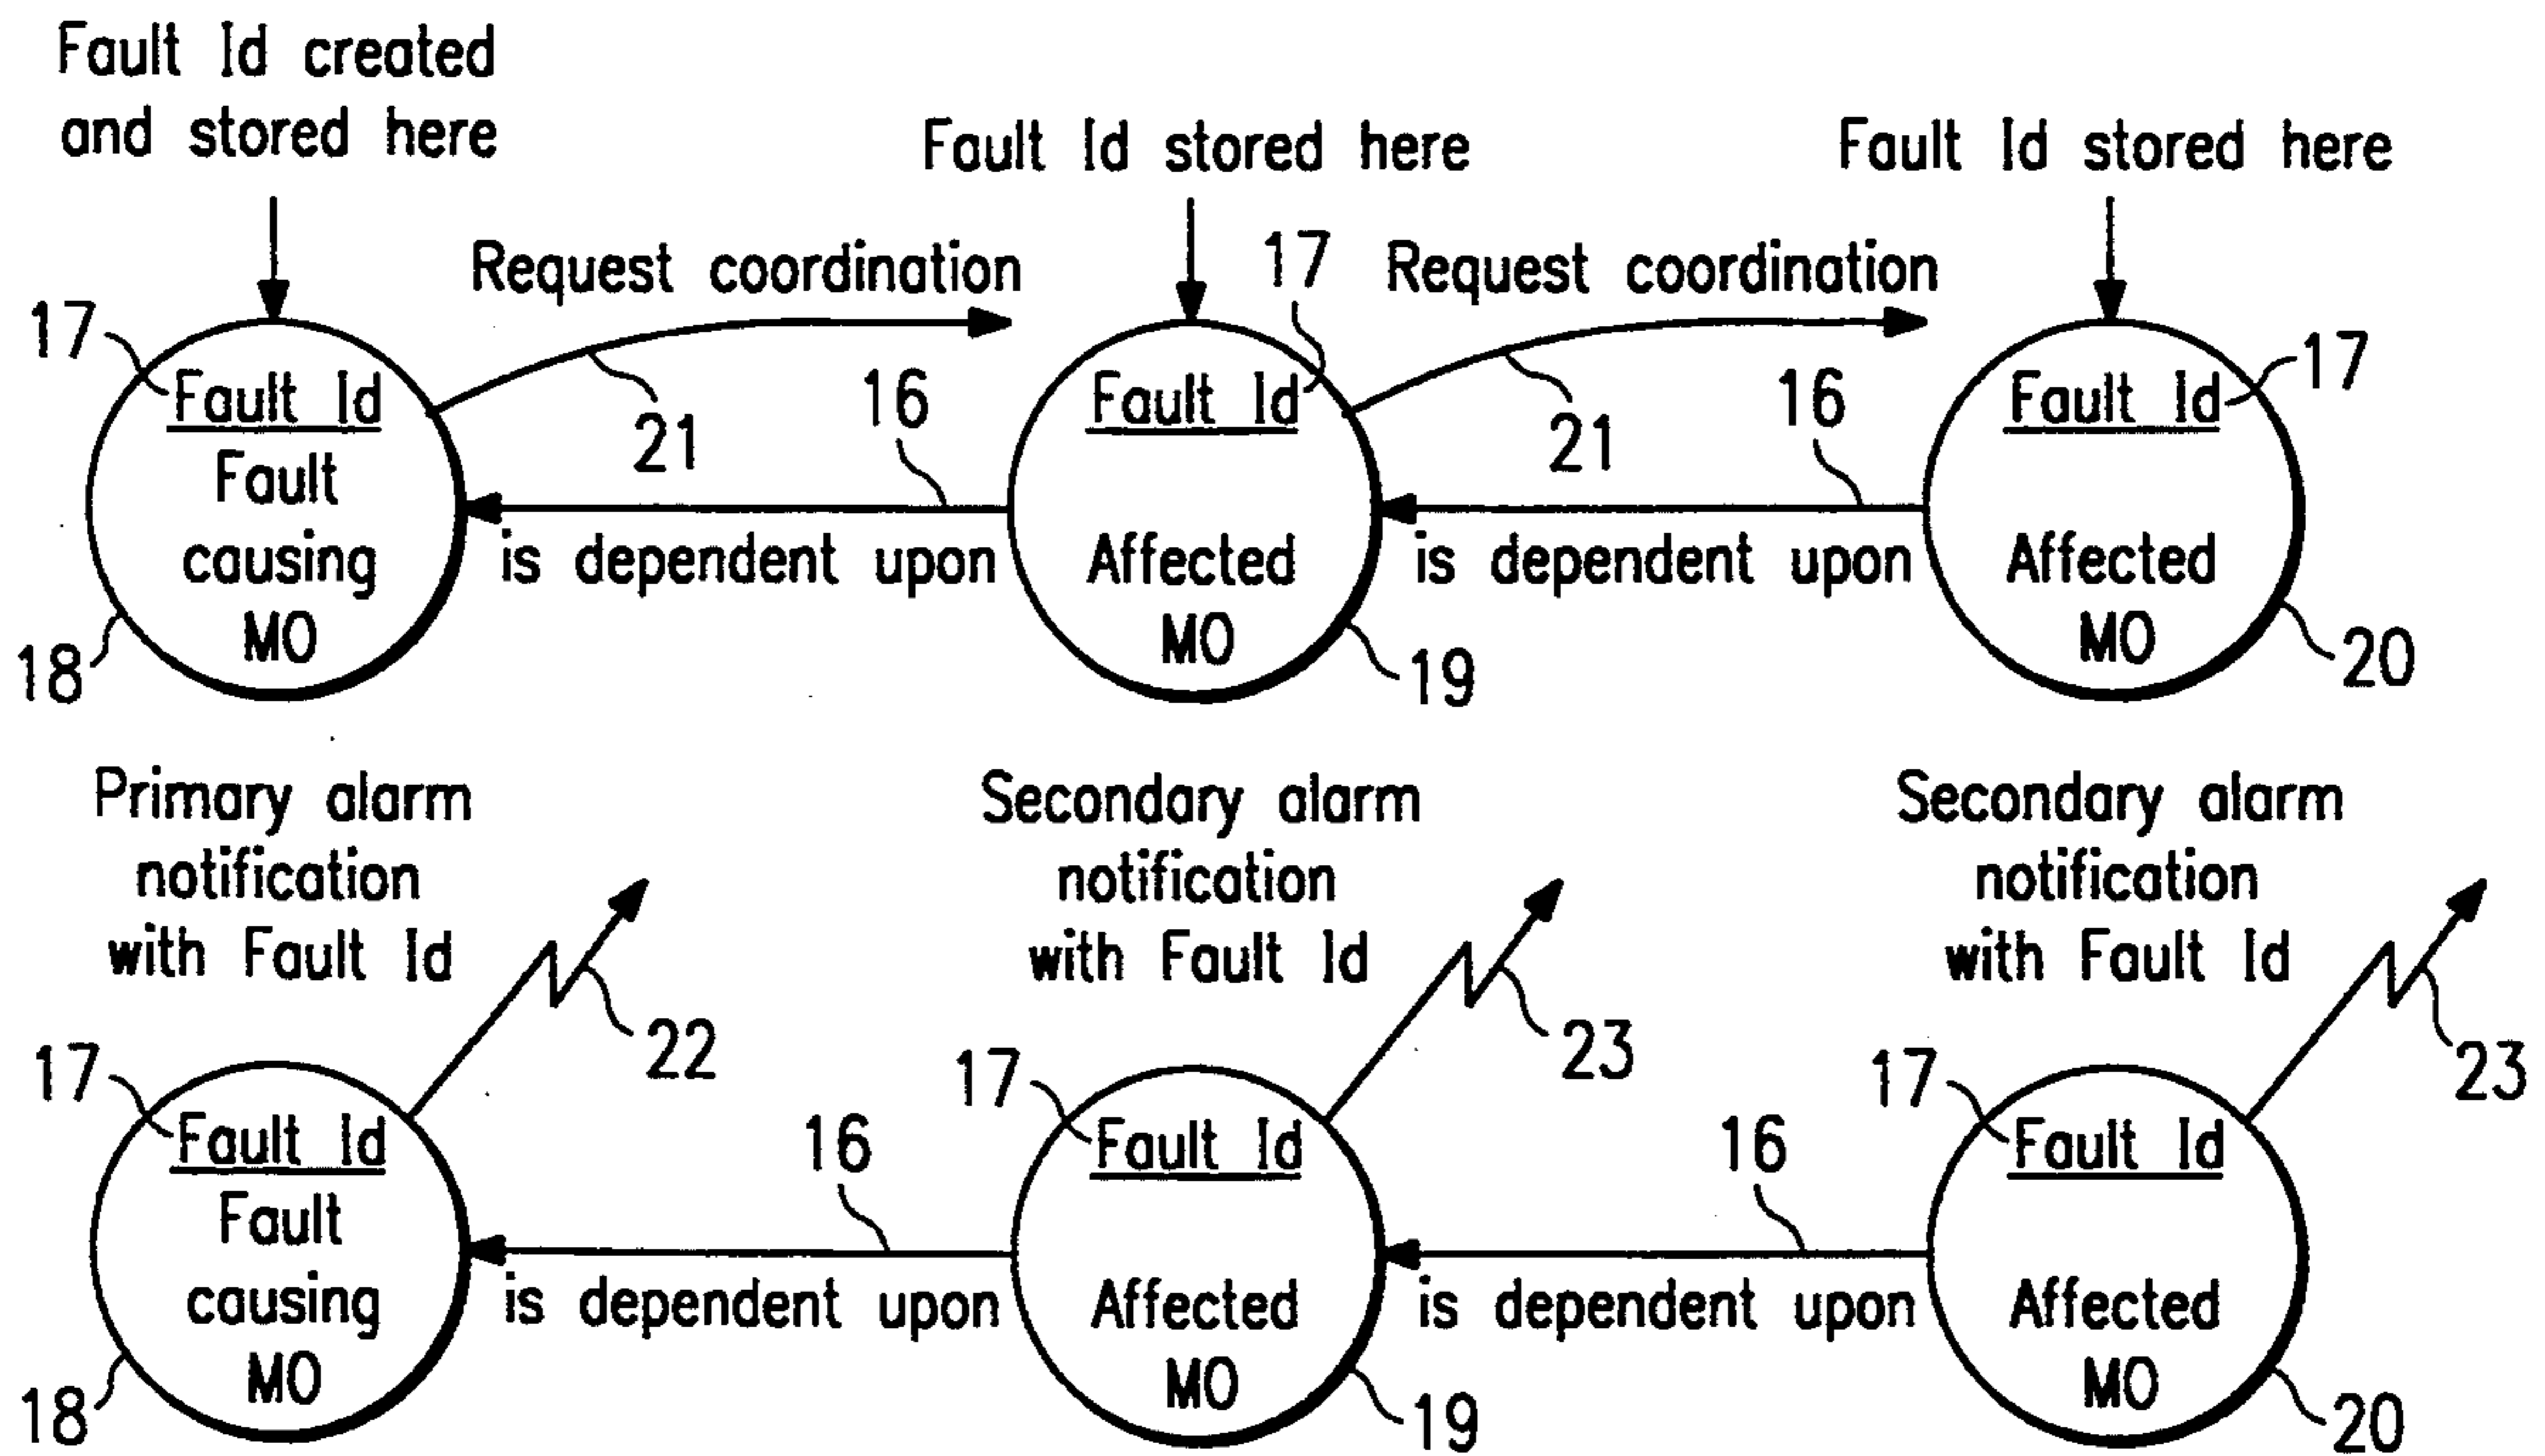 Fault Id created
and stored here
Fault Id stored here
Fault Id stored here
Request coordination
17
Request coordination
17
17
Fault Id
Fault
causing
MO
18
21
16
is dependent upon
Fault Id
Affected
MO
19
21
16
is dependent upon
Fault Id
Affected
MO
20
Primary alarm
notification
with Fault Id
22
Secondary alarm
notification
with Fault Id
23
Secondary alarm
notification
with Fault Id
23
17
Fault Id
Fault
causing
MO
18
16
is dependent upon
17
Fault Id
Affected
MO
19
16
is dependent upon
17
Fault Id
Affected
MO
20